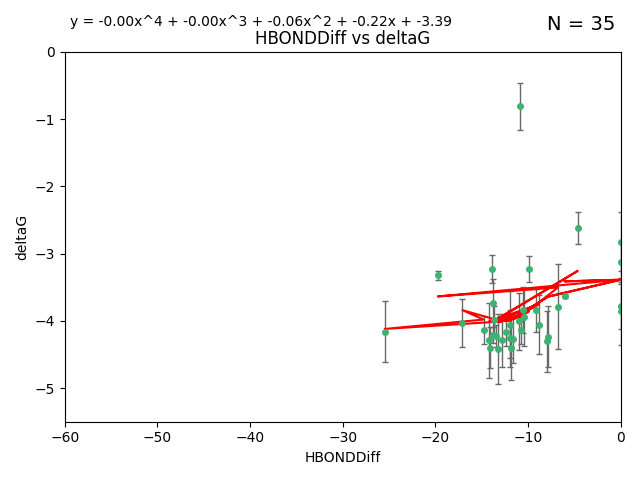 y = -0.00x^4 + -0.00x^3 + -0.06x^2 + -0.22x + -3.39
N = 35
HBONDDiff vs deltaG
0
−1
−2
−3
−4
−5
deltaG
−60 −50 −40 −30 −20 −10 0
HBONDDiff